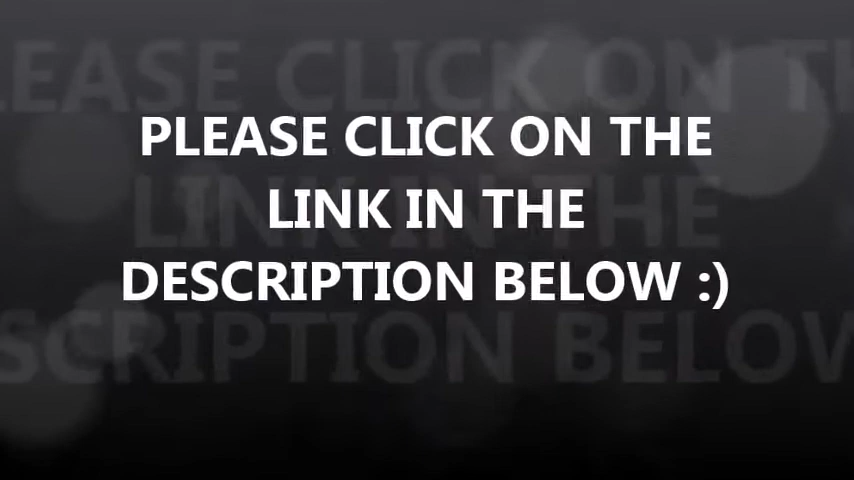 PLEASE CLICK ON THE
LINK IN THE
DESCRIPTION BELOW :)